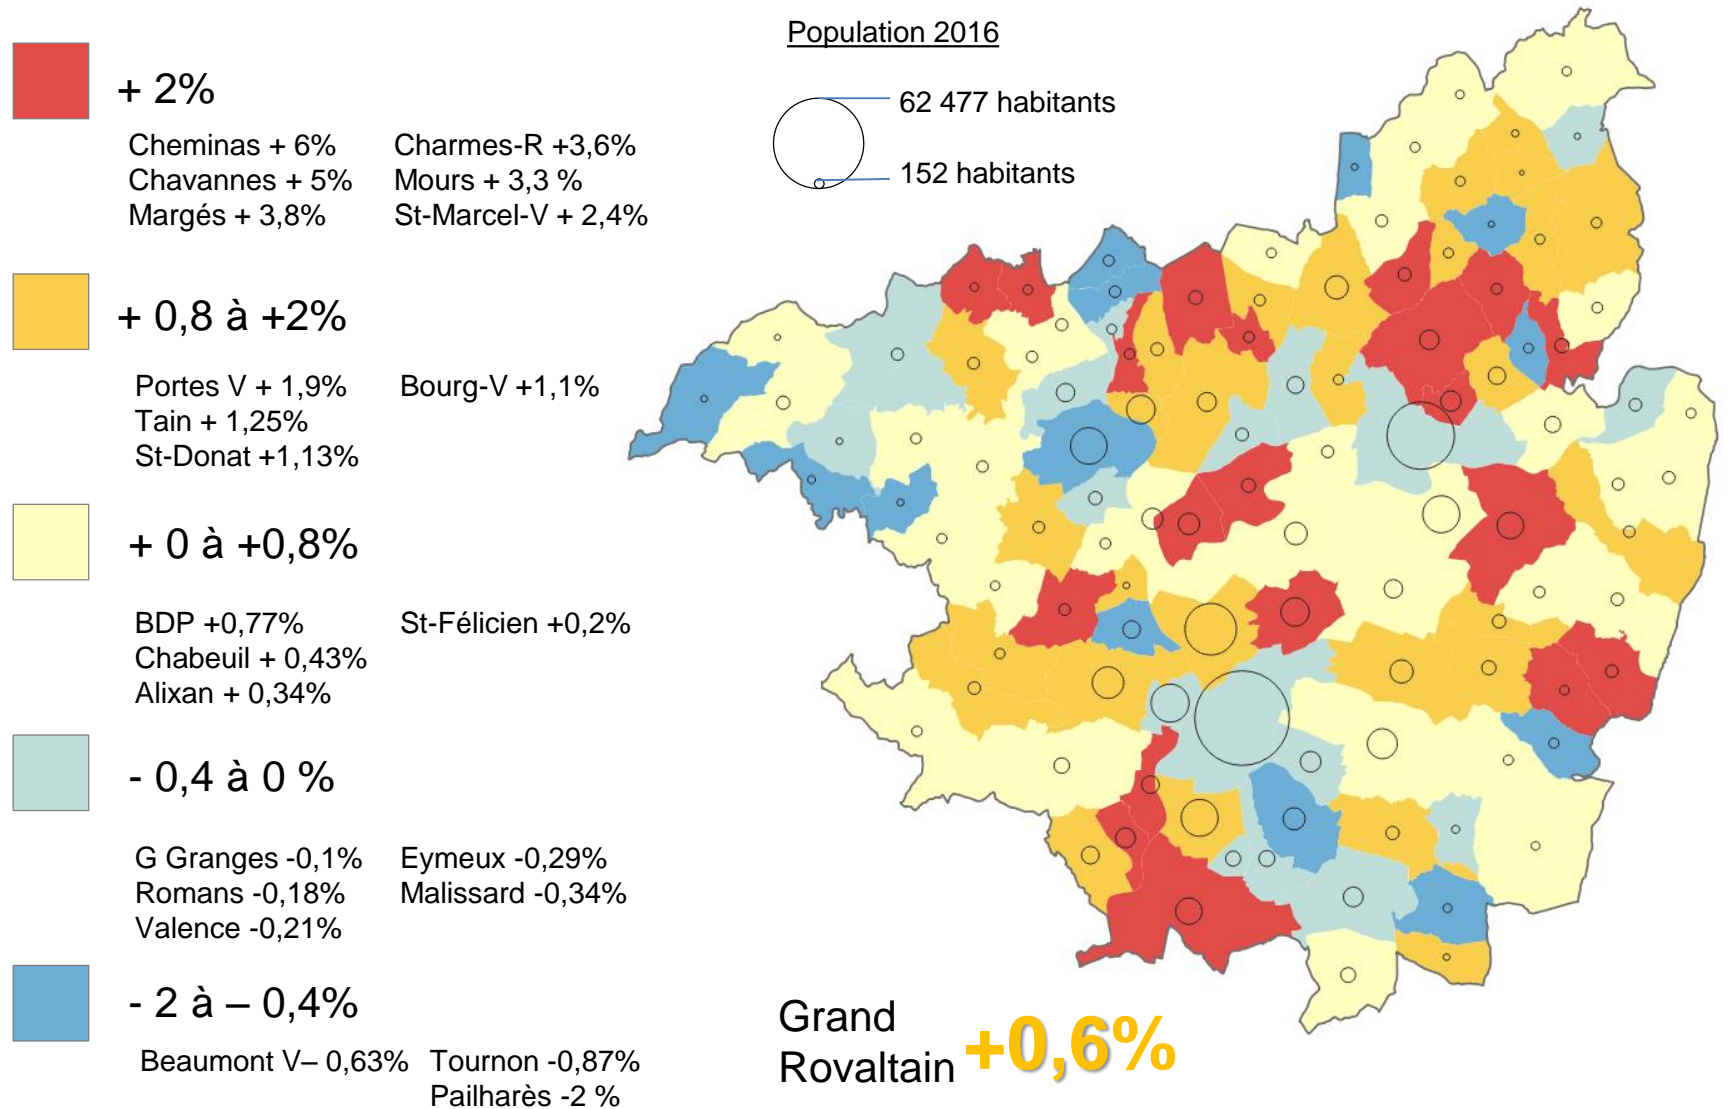 Population 2016
62 477 habitants
152 habitants
+ 2%
Cheminas + 6%
Chavannes + 5%
Margés + 3,8%
Charmes-R +3,6%
Mours + 3,3 %
St-Marcel-V + 2,4%
+ 0,8 à +2%
Portes V + 1,9%
Tain + 1,25%
St-Donat +1,13%
Bourg-V +1,1%
+ 0 à +0,8%
BDP +0,77%
Chabeuil + 0,43%
Alixan + 0,34%
St-Félicien +0,2%
- 0,4 à 0 %
G Granges -0,1%
Romans -0,18%
Valence -0,21%
Eymeux -0,29%
Malissard -0,34%
- 2 à – 0,4%
Beaumont V– 0,63%
Tournon -0,87%
Pailharès -2 %
Grand
Rovaltain
+0,6%